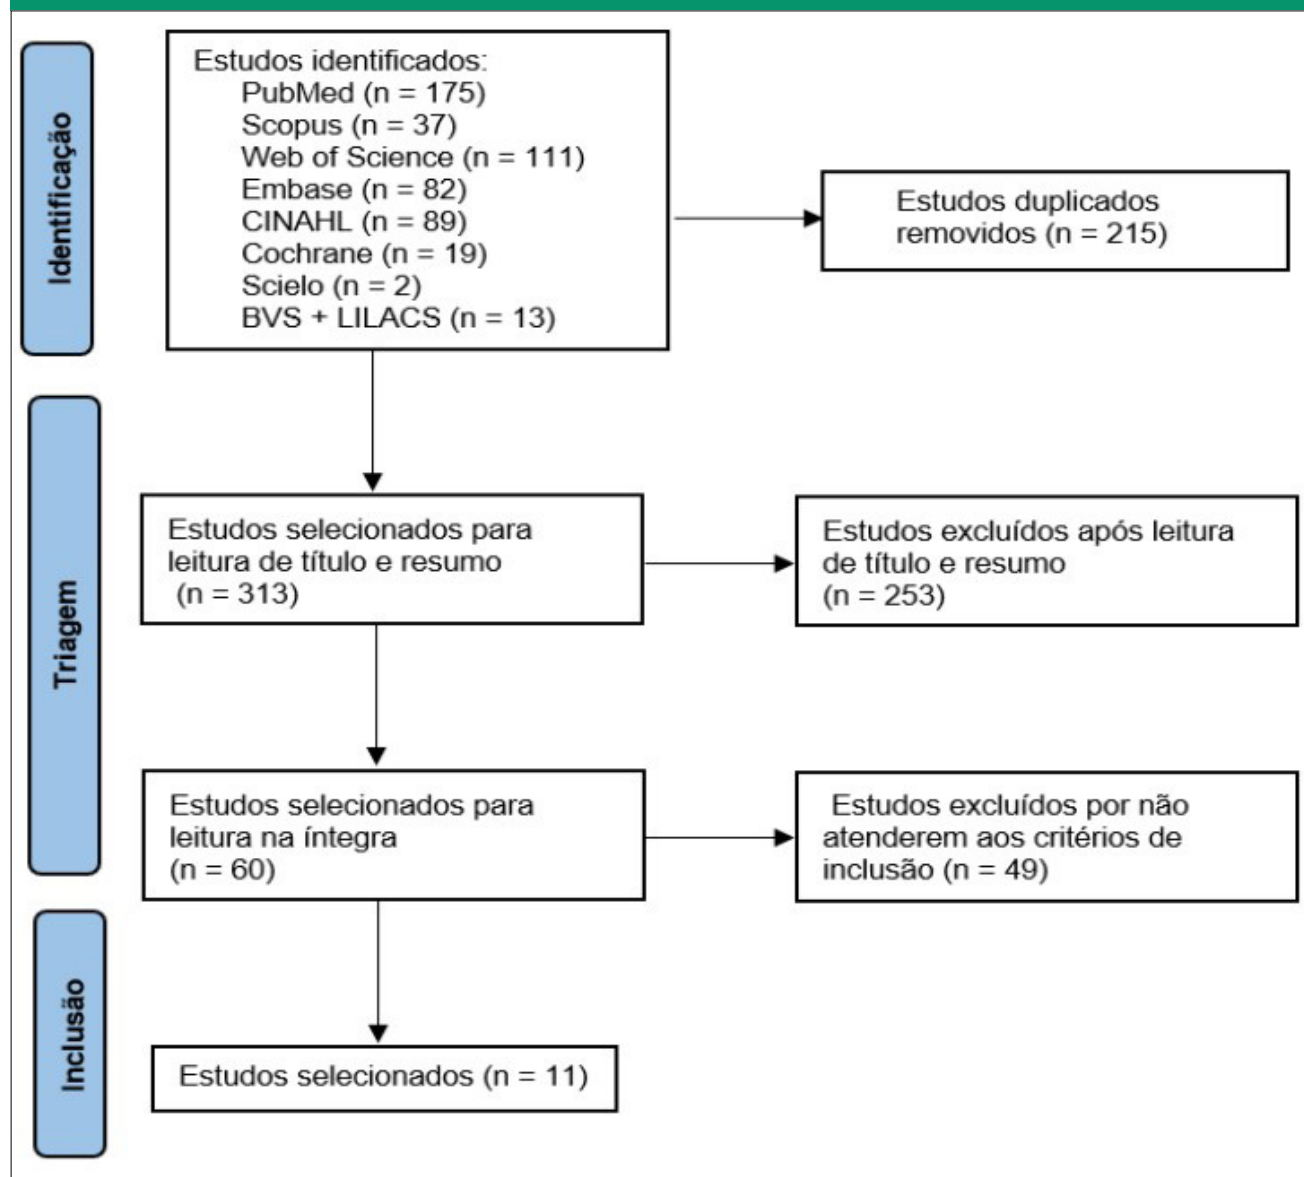 Identificação
Estudos identificados:
PubMed (n = 175)
Scopus (n = 37)
Web of Science (n = 111)
Embase (n = 82)
CINAHL (n = 89)
Cochrane (n = 19)
Scielo (n = 2)
BVS + LILACS (n = 13)
Estudos duplicados
removidos (n = 215)
Triagem
Estudos selecionados para
leitura de título e resumo
(n = 313)
Estudos excluídos após leitura
de título e resumo
(n = 253)
Estudos selecionados para
leitura na íntegra
(n = 60)
Estudos excluídos por não
atenderem aos critérios de
inclusão (n = 49)
Inclusão
Estudos selecionados (n = 11)